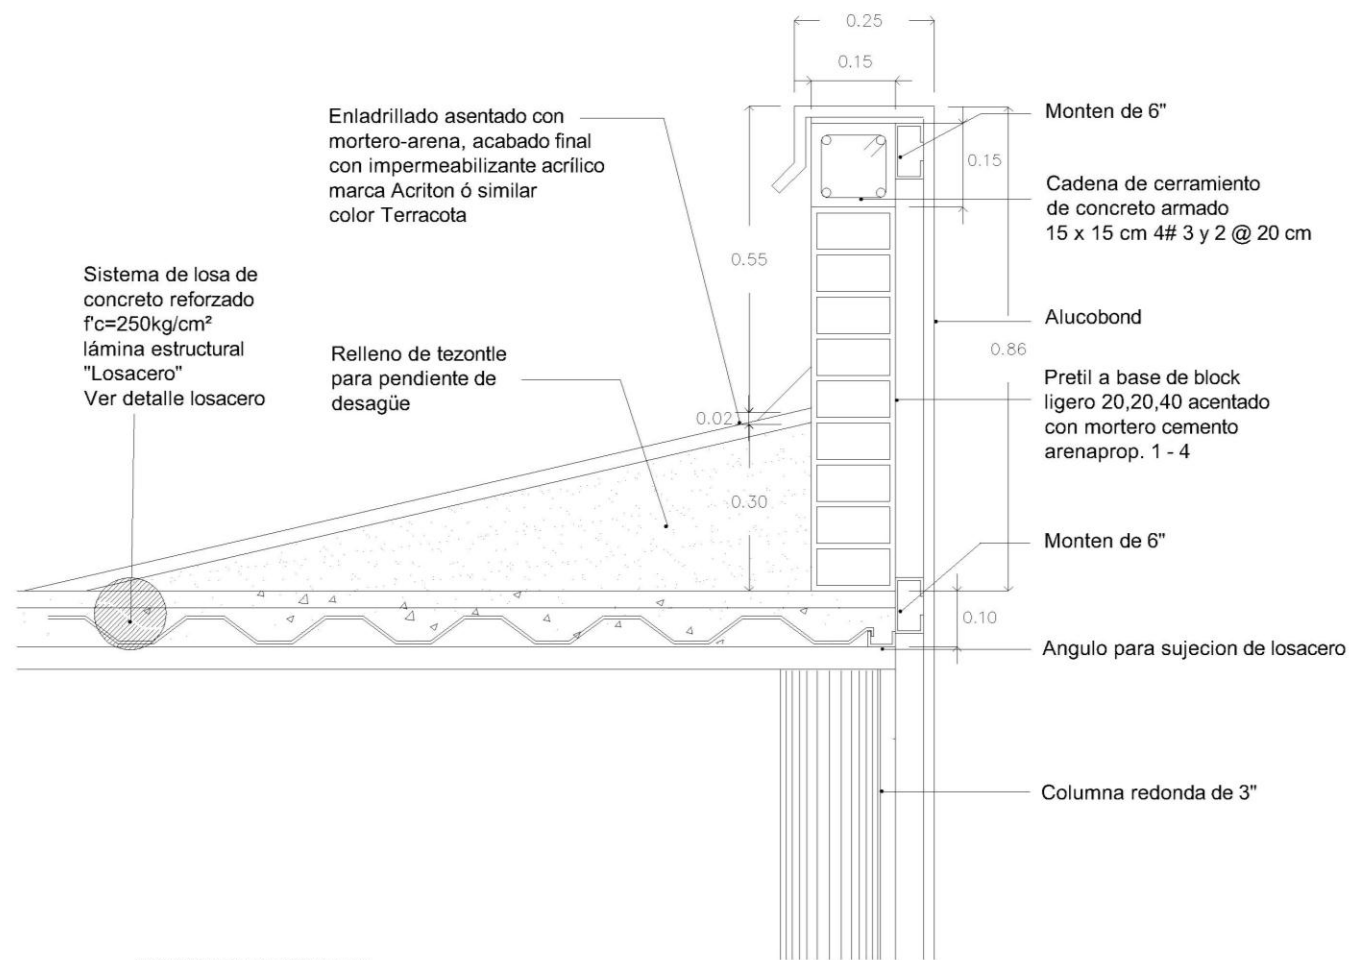 0.25
0.15
Enladrillado asentado con
mortero-arena, acabado final
con impermeabilizante acrílico
marca Acriton ó similar
color Terracota
Monten de 6"
0.15
Cadena de cerramiento
de concreto armado
15 x 15 cm 4# 3 y 2 @ 20 cm
0.55
Sistema de losa de
concreto reforzado
f'c=250kg/cm²
lámina estructural
"Losacero"
Ver detalle losacero
Alucobond
Relleno de tezontle
para pendiente de
desagüe
0.86
Pretil a base de block
ligero 20,20,40 acentado
con mortero cemento
arenaprop. 1 - 4
0.02
0.30
Monten de 6"
0.10
Angulo para sujecion de losacero
Columna redonda de 3"